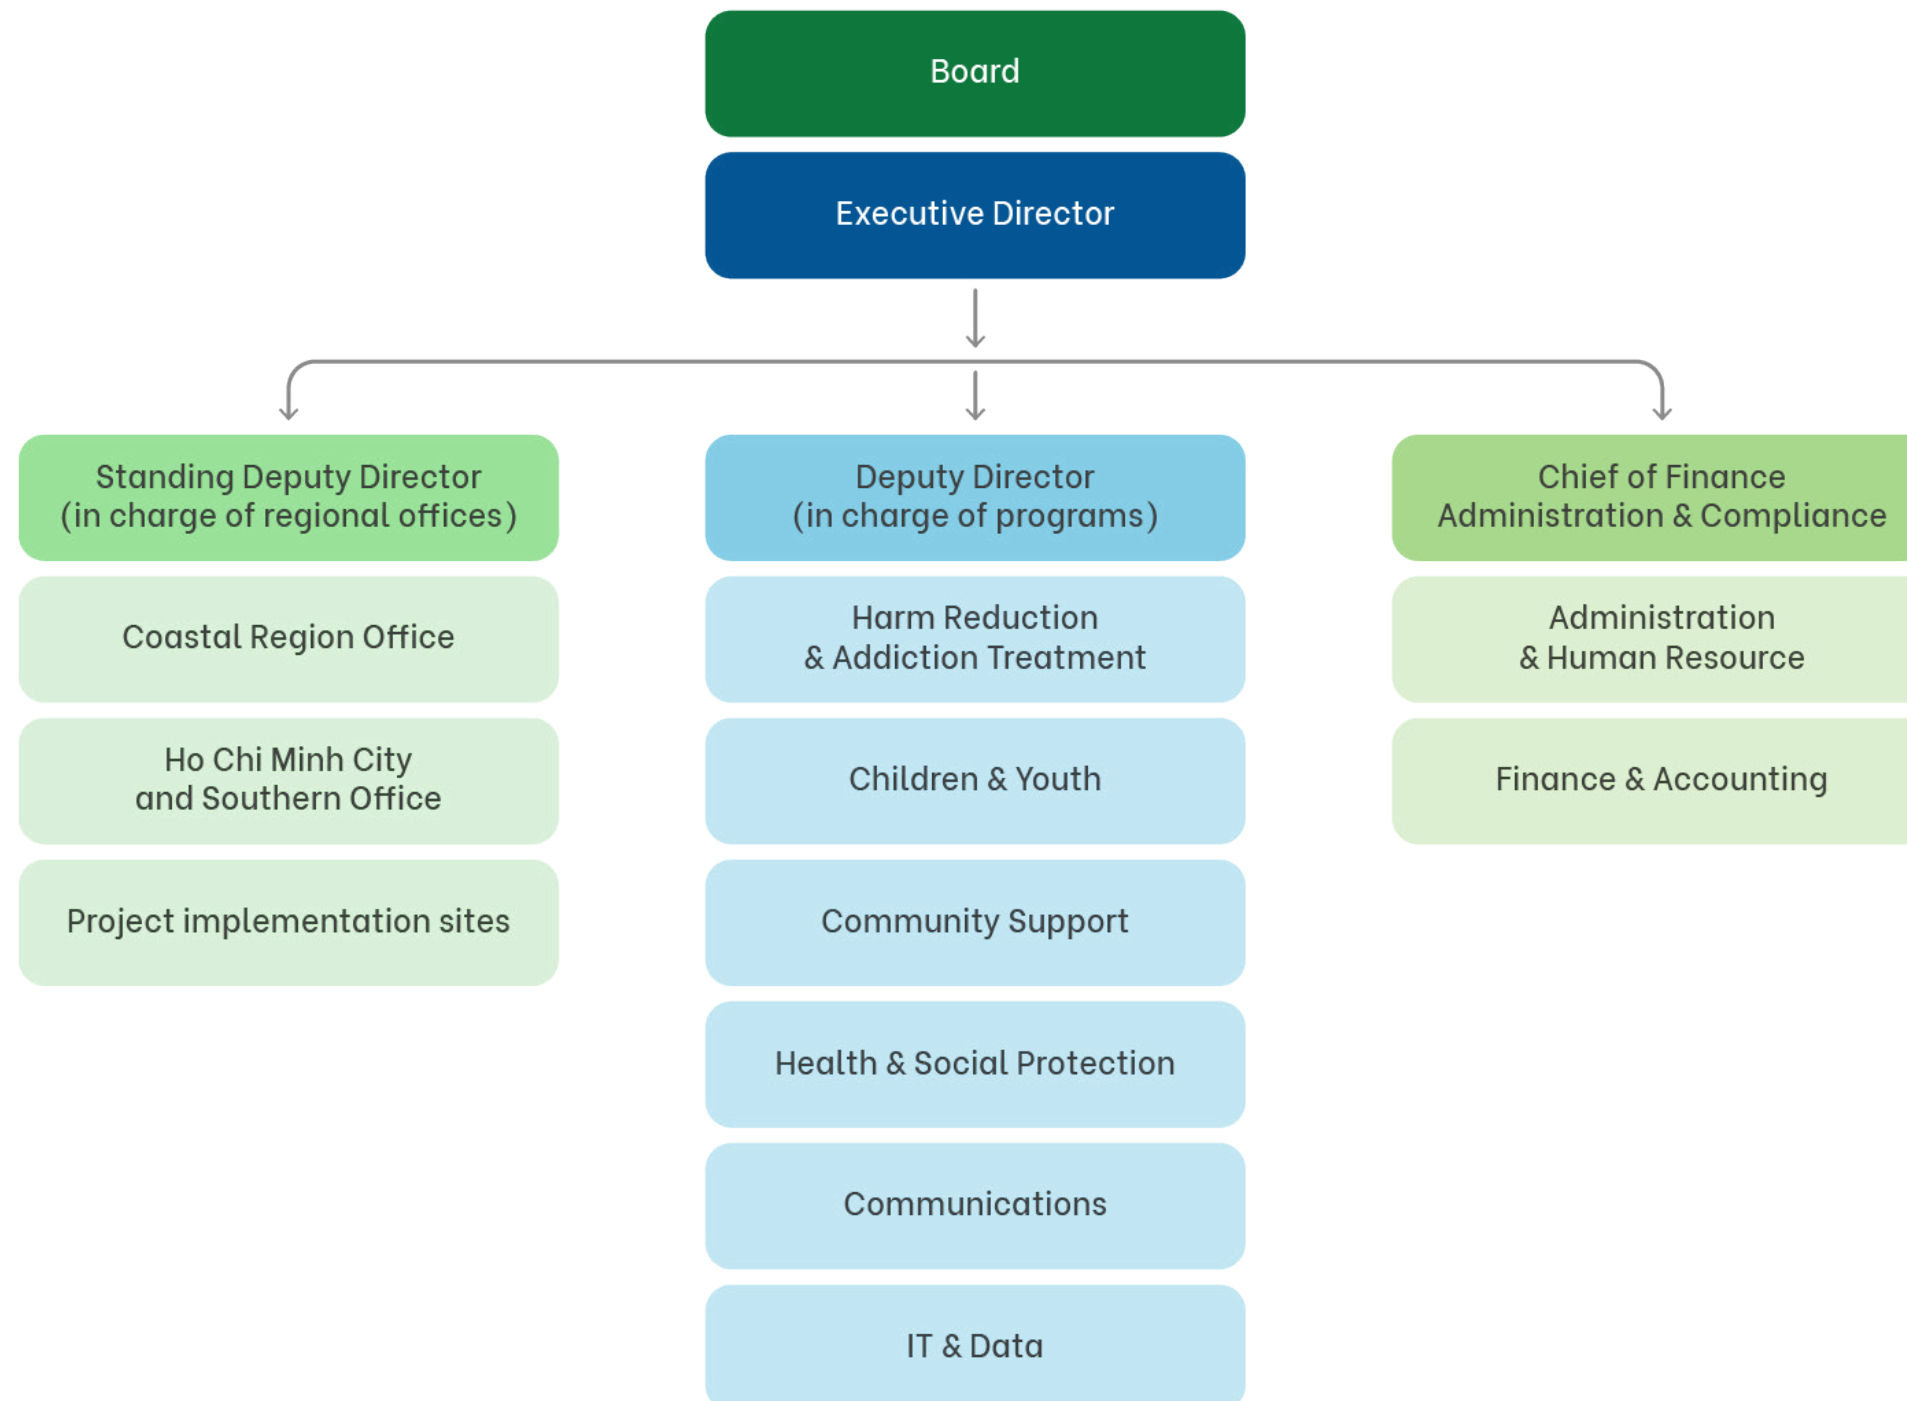 Board
Executive Director
Standing Deputy Director
(in charge of regional offices)
Coastal Region Office
Ho Chi Minh City
and Southern Office
Project implementation sites
Deputy Director
(in charge of programs)
Harm Reduction
& Addiction Treatment
Children & Youth
Community Support
Health & Social Protection
Communications
IT & Data
Chief of Finance
Administration & Compliance
Administration
& Human Resource
Finance & Accounting